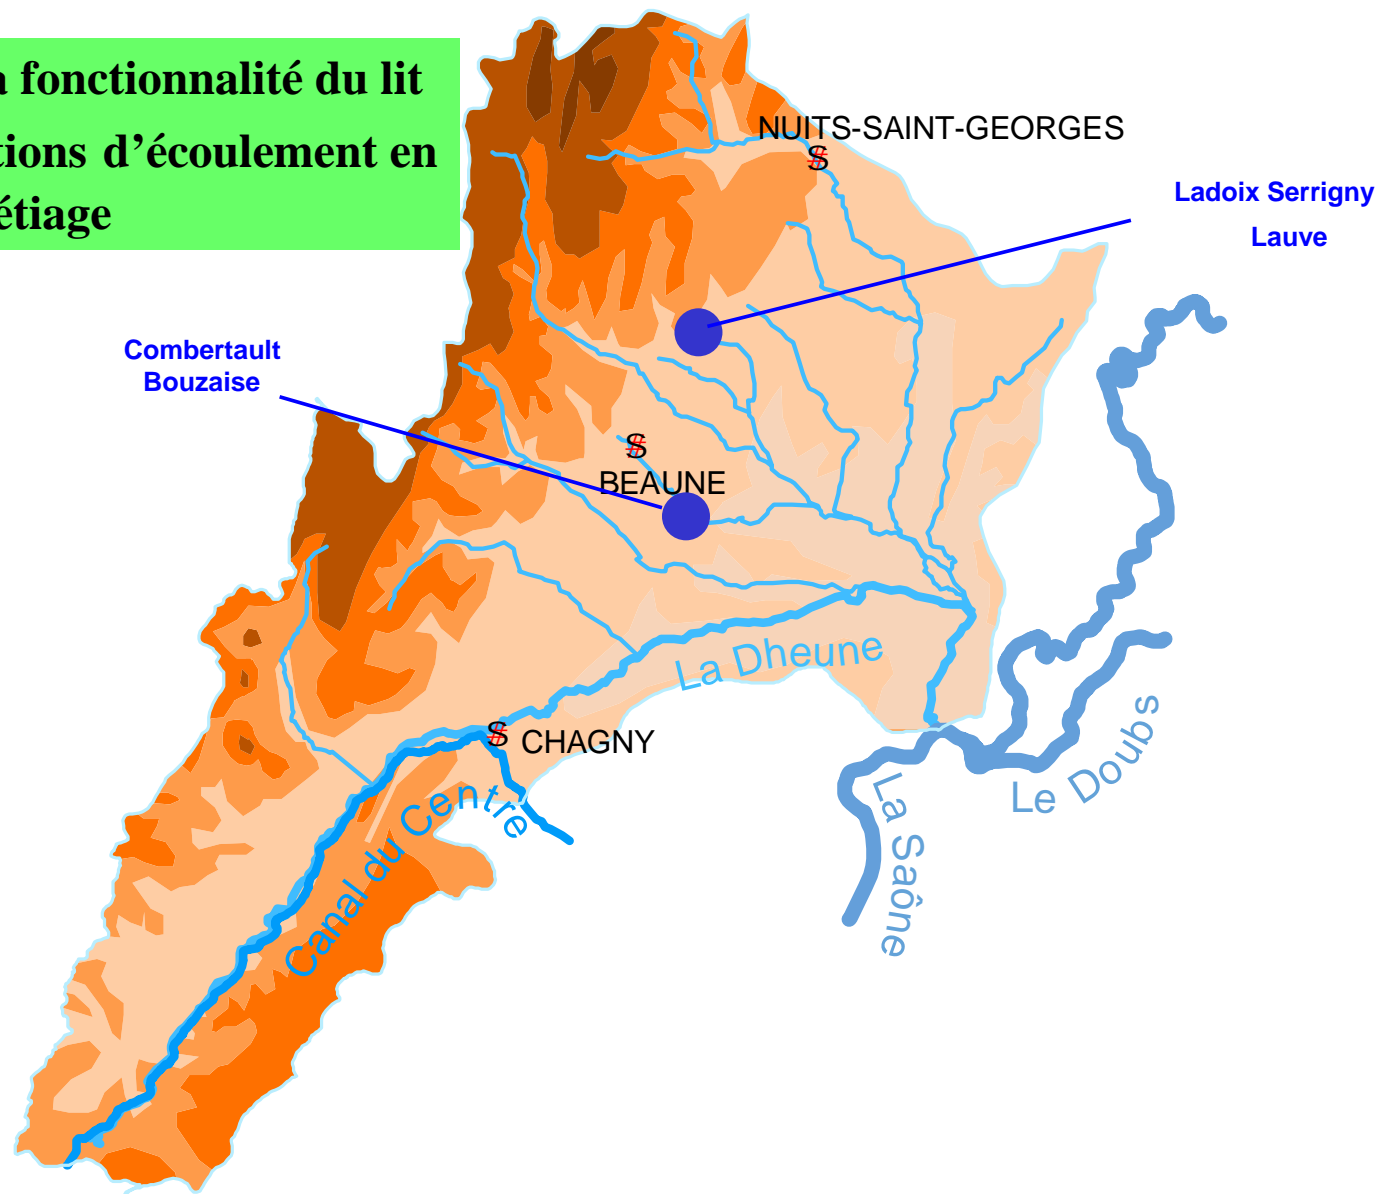 fonctionnalité du lit
d’écoulement en
étiage
NUITS-SAINT-GEORGES
Ladoix Serrigny
Lauve
Combertault
Bouzaise
BEAUNE
La Dheune
CHAGNY
Canal du Centre
La Saône
Le Doubs